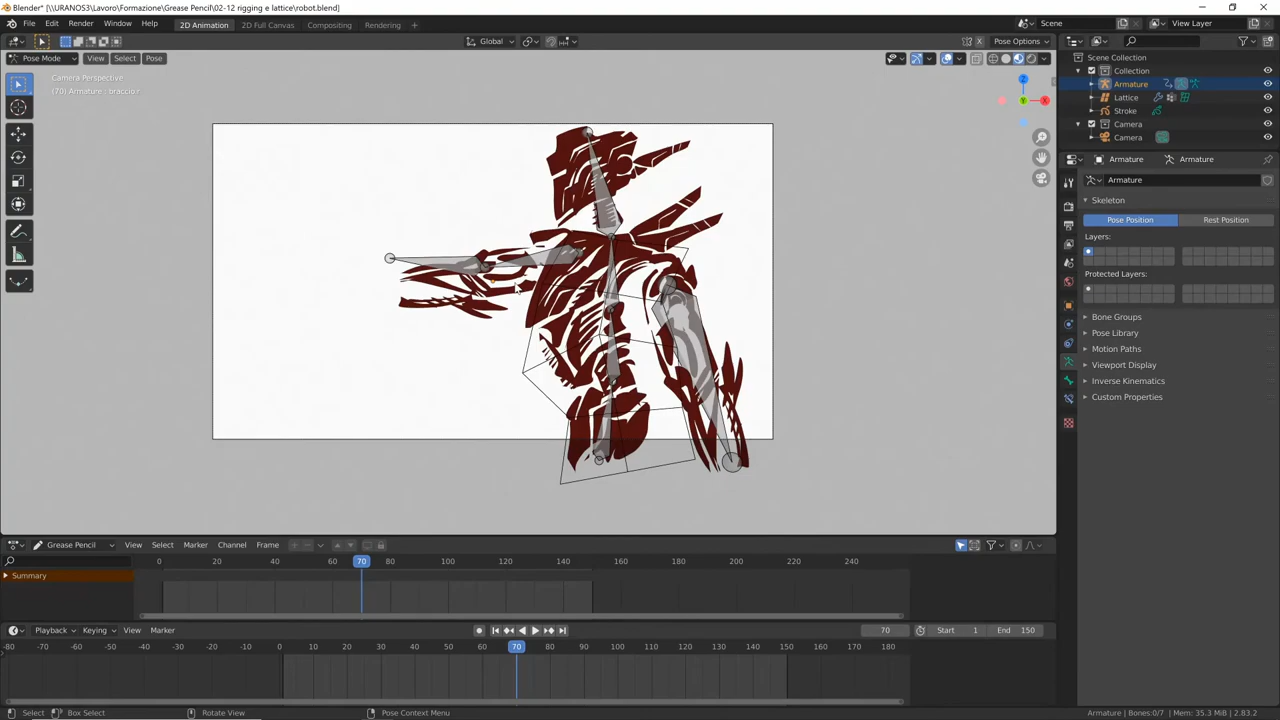 Blender* [\\URANOS3\Lavoro\Formazione\Grease Pencil\02-12 rigging e lattice\robot.blend]
File Edit Render Window Help 2D Animation 2D Full Canvas Compositing Rendering Scene View Layer
Global Pose Options
Pose Mode View Select Pose
Camera Perspective
(70) Armature : braccio.r
Scene Collection
Collection
Armature
Lattice
Stroke
Camera
Camera
Armature Armature
Armature
Skeleton
Pose Position Rest Position
Layers:
Protected Layers:
Bone Groups
Pose Library
Motion Paths
Viewport Display
Inverse Kinematics
Custom Properties
Z
X
Y
Grease Pencil View Select Marker Channel Frame
0 20 40 60 70 80 100 120 140 160 180 200 220 240
Summary
Playback Keying View Marker 70 Start 1 End 150
-80 -70 -60 -50 -40 -30 -20 -10 0 10 20 30 40 50 60 70 80 90 100 110 120 130 140 150 160 170 180
Select Box Select Rotate View Pose Context Menu Armature | Bones:0/7 | Mem: 35.3 MiB | 2.83.2